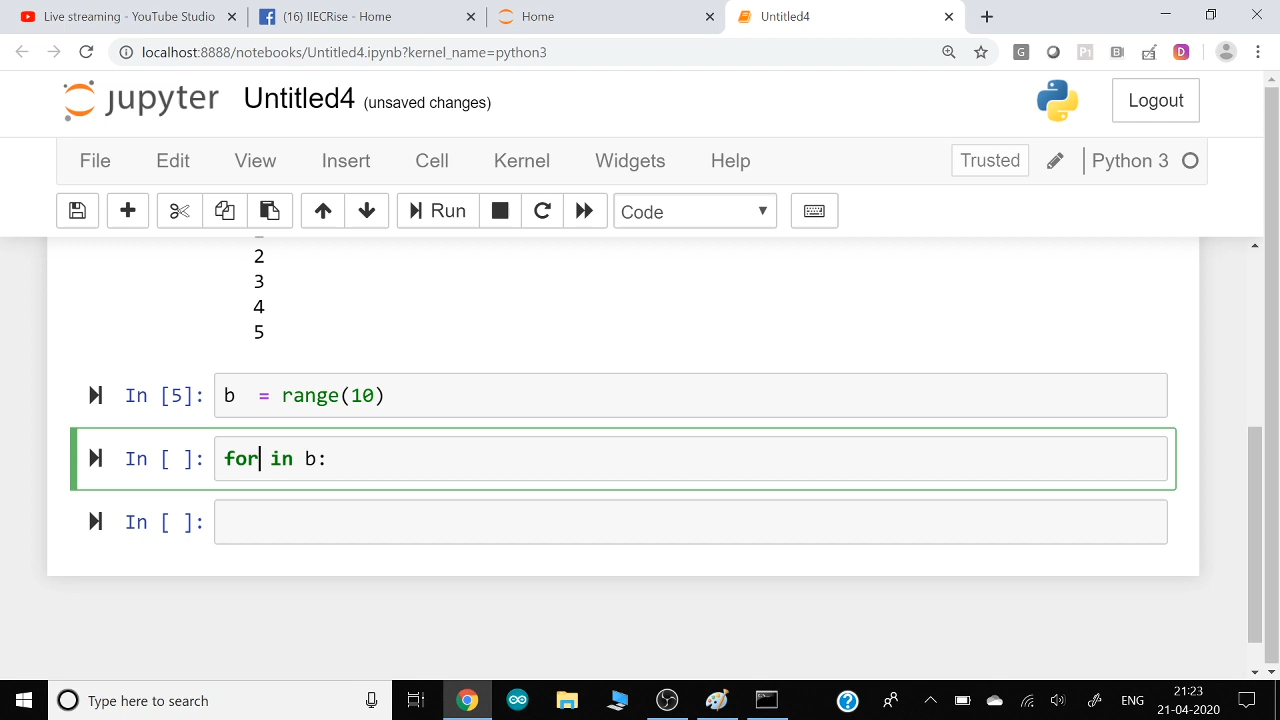 Live streaming - YouTube Studio
(16) IIECRise - Home
Home
Untitled4
localhost:8888/notebooks/Untitled4.ipynb?kernel_name=python3
jupyter Untitled4 (unsaved changes)
Logout
File Edit View Insert Cell Kernel Widgets Help Trusted Python 3
Run Code
2
3
4
5
In [5]: b  = range(10)
In [ ]: for in b:
In [ ]:
Type here to search
ENG
21:23
21-04-2020